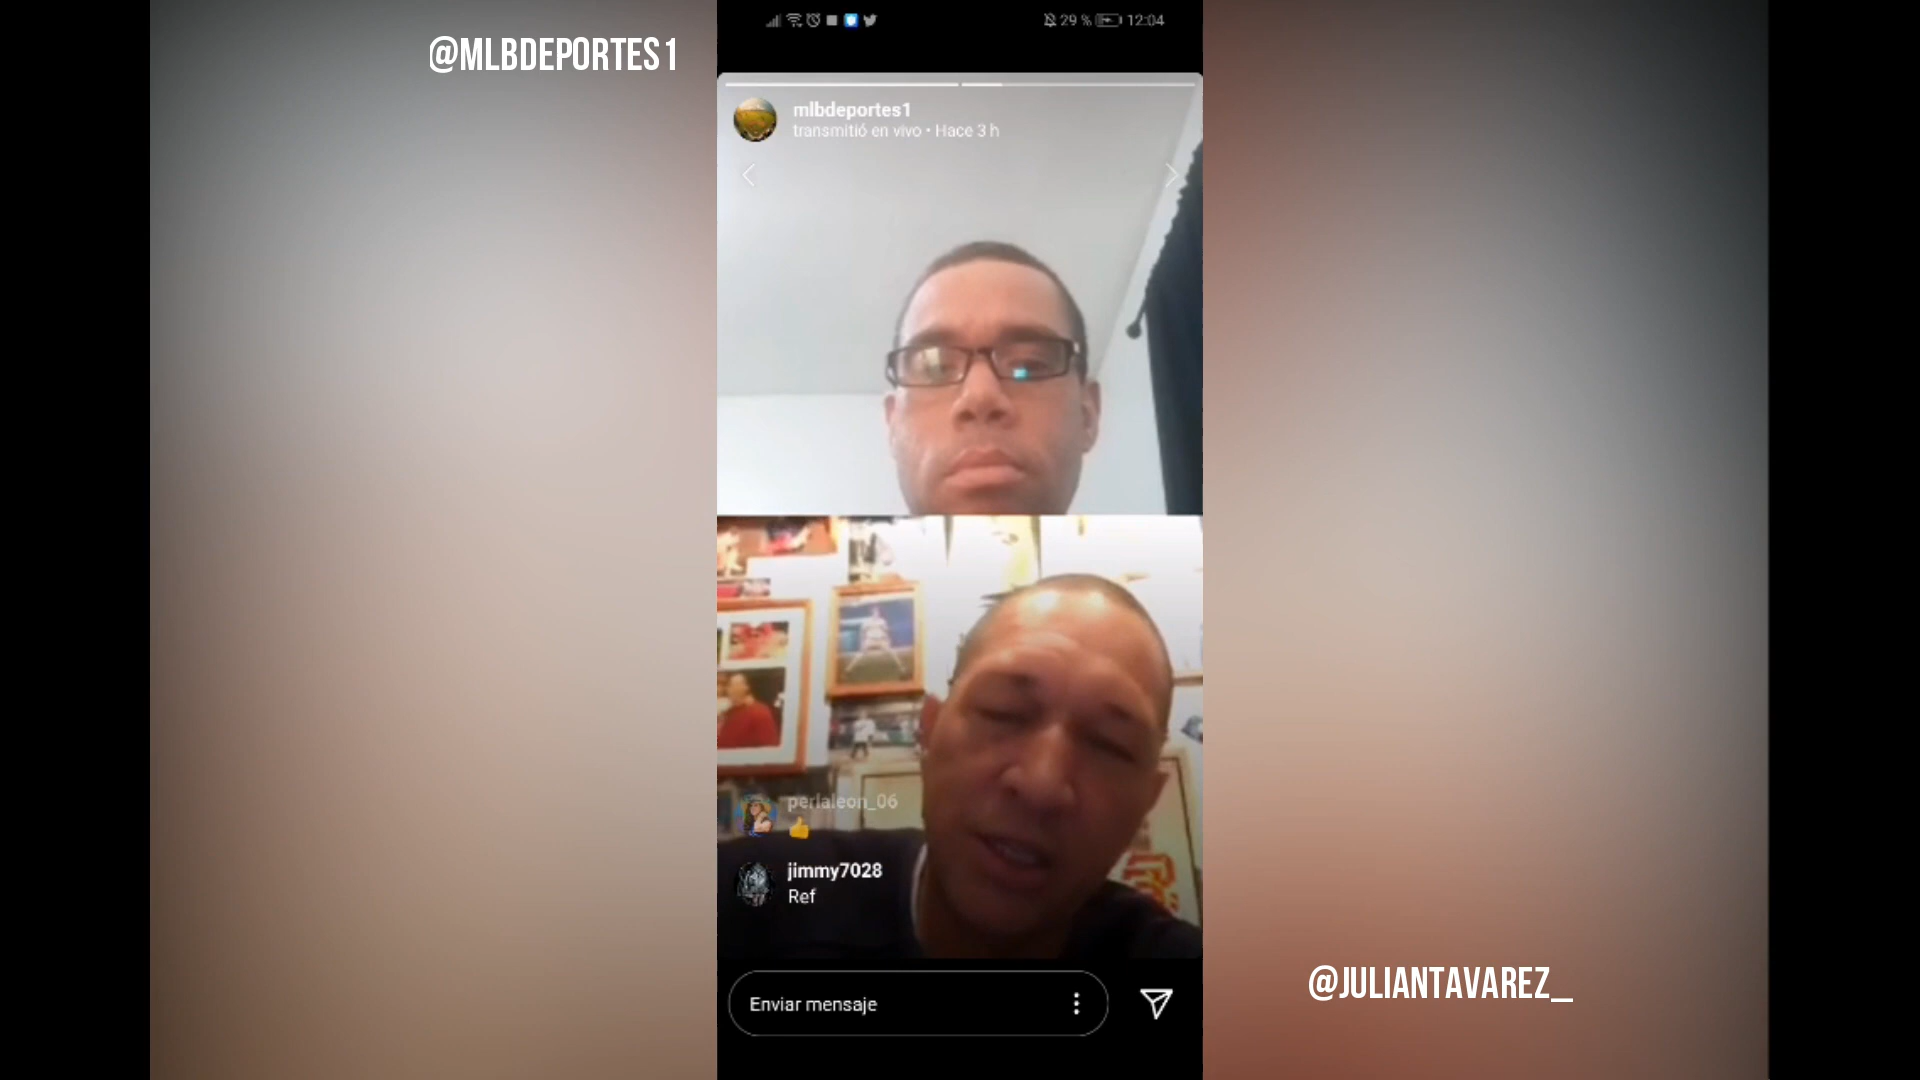 29 % 12:04
@MLBDEPORTES1
mlbdeportes1
transmitió en vivo • Hace 3 h
perlaleon_06
jimmy7028
Ref
@JULIANTAVAREZ_
Enviar mensaje